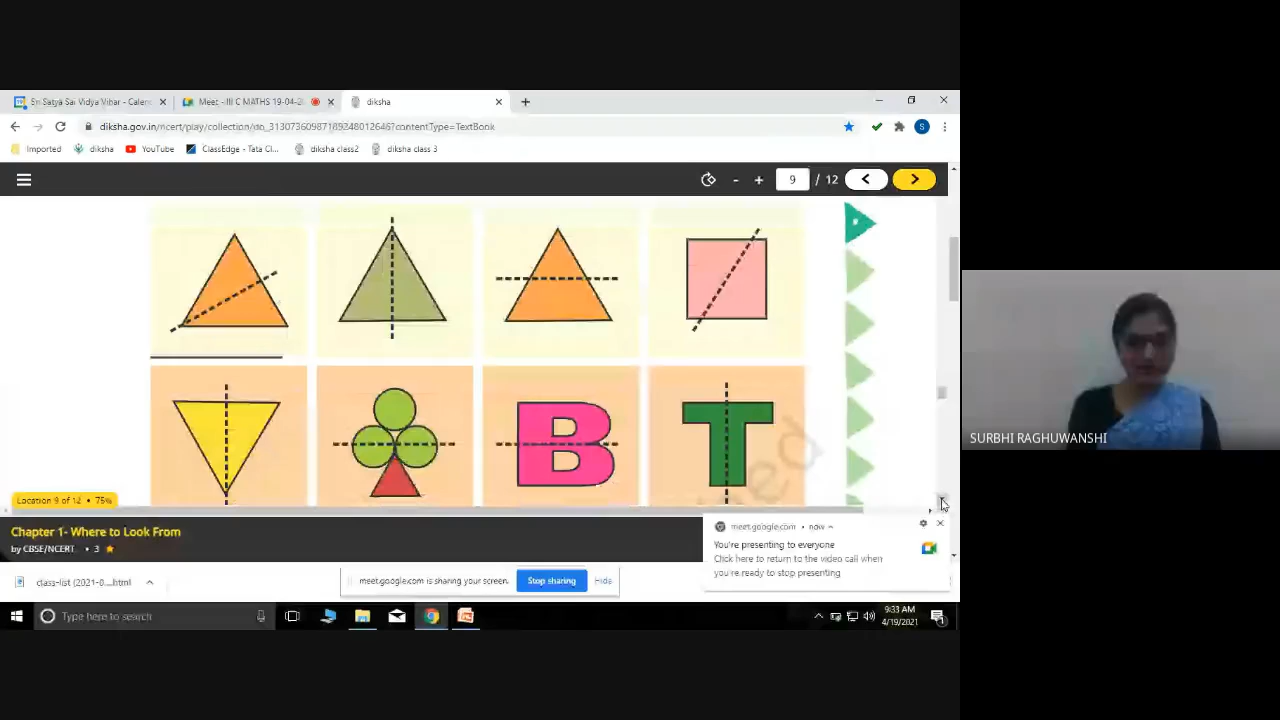 Sri Satya Sai Vidya Vihar - Calend
Meet - III C MATHS 19-04-2
diksha
diksha.gov.in/ncert/play/collection/do_31307360987189248012646?contentType=TextBook
S
Imported
diksha
YouTube
ClassEdge - Tata Cl...
diksha class2
diksha class 3
- + 9 / 12 < >
B T
Location 9 of 12 • 75%
Chapter 1- Where to Look From
by CBSE/NCERT • 3
SURBHI RAGHUWANSHI
meet.google.com • now
You're presenting to everyone
Click here to return to the video call when
you're ready to stop presenting
class-list (2021-0....html
meet.google.com is sharing your screen.
Stop sharing
Hide
Type here to search
9:33 AM
4/19/2021